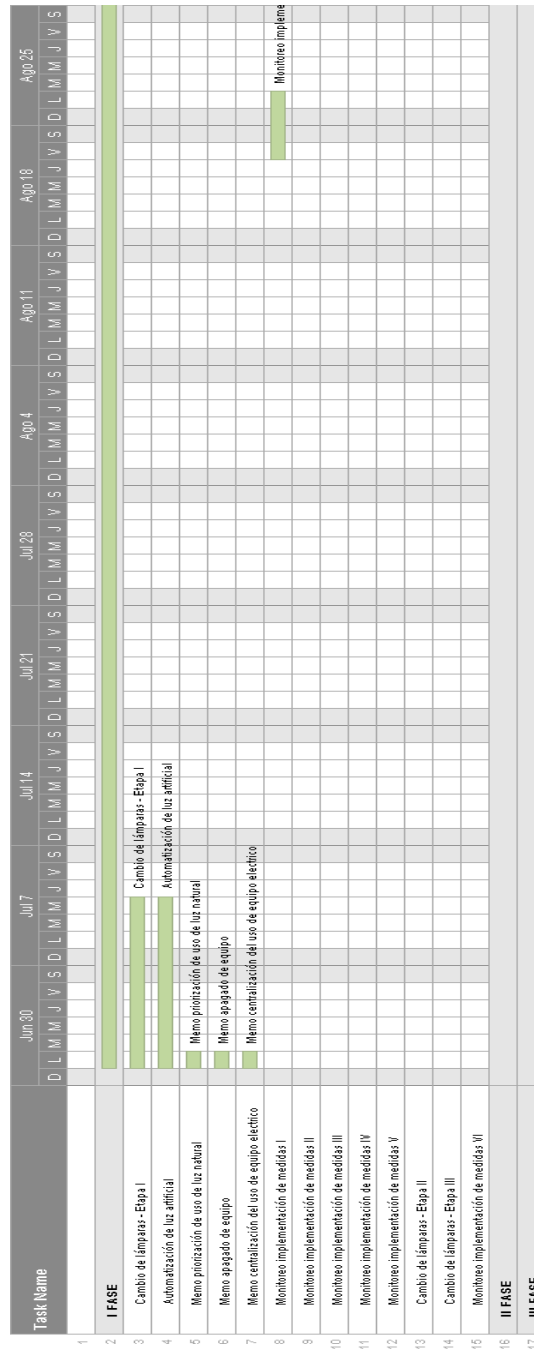 Task Name
Jun 30 Jul 7 Jul 14 Jul 21 Jul 28 Ago 4 Ago 11 Ago 18 Ago 25
D L M M J V S D L M M J V S D L M M J V S D L M M J V S D L M M J V S D L M M J V S D L M M J V S D L M M J V S D L M M J V S
1
2 I FASE
3 Cambio de lámparas - Etapa I Cambio de lámparas - Etapa I
4 Automatización de luz artificial Automatización de luz artificial
5 Memo priorización de uso de luz natural Memo priorización de uso de luz natural
6 Memo apagado de equipo Memo apagado de equipo
7 Memo centralización del uso de equipo electrico Memo centralización del uso de equipo electrico
8 Monitoreo implementación de medidas I Monitoreo impleme
9 Monitoreo implementación de medidas II
10 Monitoreo implementación de medidas III
11 Monitoreo implementación de medidas IV
12 Monitoreo implementación de medidas V
13 Cambio de lámparas - Etapa II
14 Cambio de lámparas - Etapa III
15 Monitoreo implementación de medidas VI
16 II FASE
17 III FASE